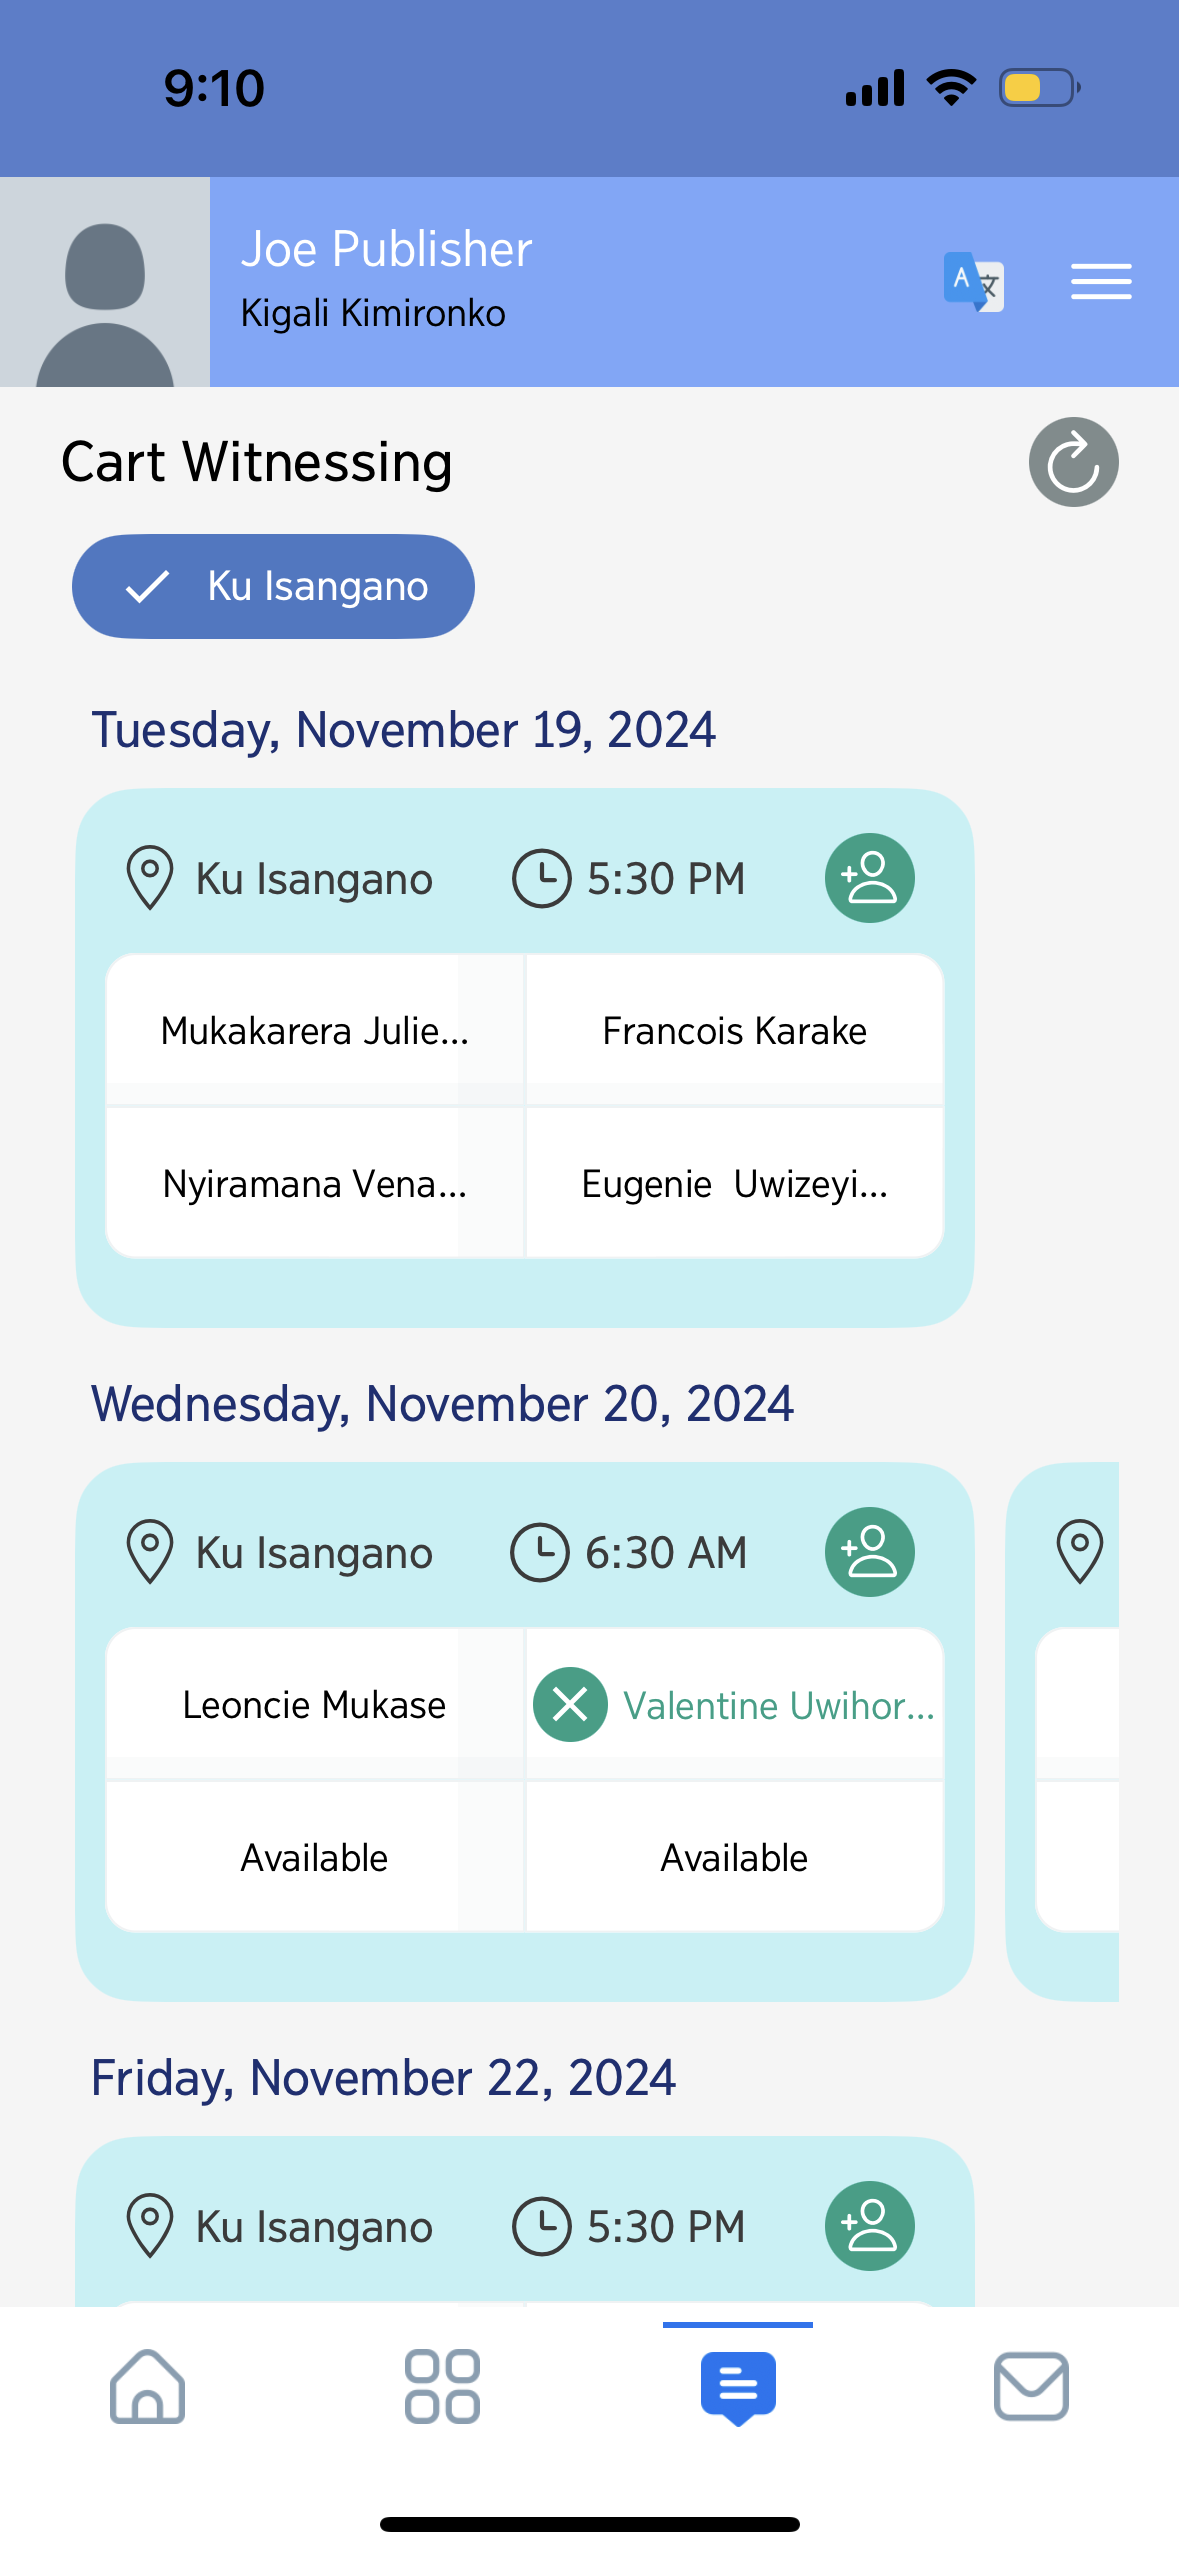 9:10
Joe Publisher
Kigali Kimironko
Cart Witnessing
Ku Isangano
Tuesday, November 19, 2024
Ku Isangano 5:30 PM
Mukakarera Julie... Francois Karake
Nyiramana Vena... Eugenie Uwizeyi...
Wednesday, November 20, 2024
Ku Isangano 6:30 AM
Leoncie Mukase Valentine Uwihor...
Available Available
Friday, November 22, 2024
Ku Isangano 5:30 PM